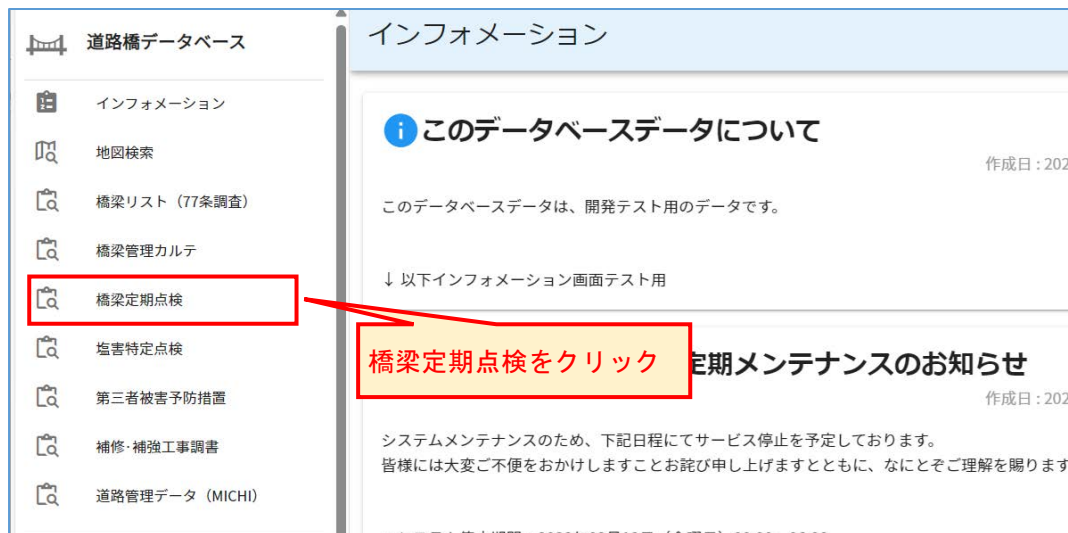 道路橋データベース
インフォメーション
地図検索
橋梁リスト（77条調査）
橋梁管理カルテ
橋梁定期点検
塩害特定点検
第三者被害予防措置
補修･補強工事調書
道路管理データ（MICHI）
インフォメーション
このデータベースデータについて
作成日 : 202
このデータベースデータは、開発テスト用のデータです。
↓ 以下インフォメーション画面テスト用
橋梁定期点検をクリック
定期メンテナンスのお知らせ
作成日 : 202
システムメンテナンスのため、下記日程にてサービス停止を予定しております。
皆様には大変ご不便をおかけしますことお詫び申し上げますとともに、なにとぞご理解を賜ります